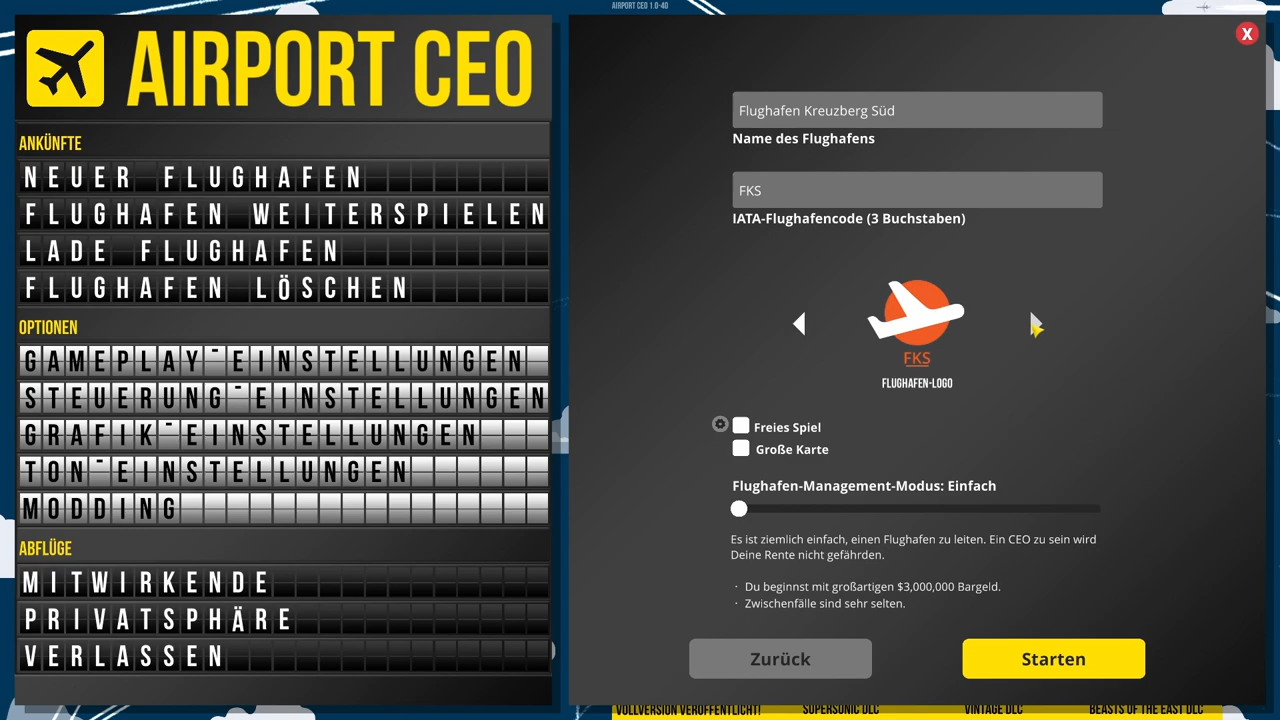 AIRPORT CEO 1.0-40
AIRPORT CEO
ANKÜNFTE
NEUER FLUGHAFEN
FLUGHAFEN WEITERSPIELEN
LADE FLUGHAFEN
FLUGHAFEN LÖSCHEN
OPTIONEN
GAMEPLAY-EINSTELLUNGEN
STEUERUNG-EINSTELLUNGEN
GRAFIK-EINSTELLUNGEN
TON-EINSTELLUNGEN
MODDING
ABFLÜGE
MITWIRKENDE
PRIVATSPHÄRE
VERLASSEN
X
Flughafen Kreuzberg Süd
Name des Flughafens
FKS
IATA-Flughafencode (3 Buchstaben)
FKS
FLUGHAFEN-LOGO
Freies Spiel
Große Karte
Flughafen-Management-Modus: Einfach
Es ist ziemlich einfach, einen Flughafen zu leiten. Ein CEO zu sein wird
Deine Rente nicht gefährden.
· Du beginnst mit großartigen $3,000,000 Bargeld.
· Zwischenfälle sind sehr selten.
Zurück
Starten
VOLLVERSION VERÖFFENTLICHT! SUPERSONIC DLC VINTAGE DLC BEASTS OF THE EAST DLC